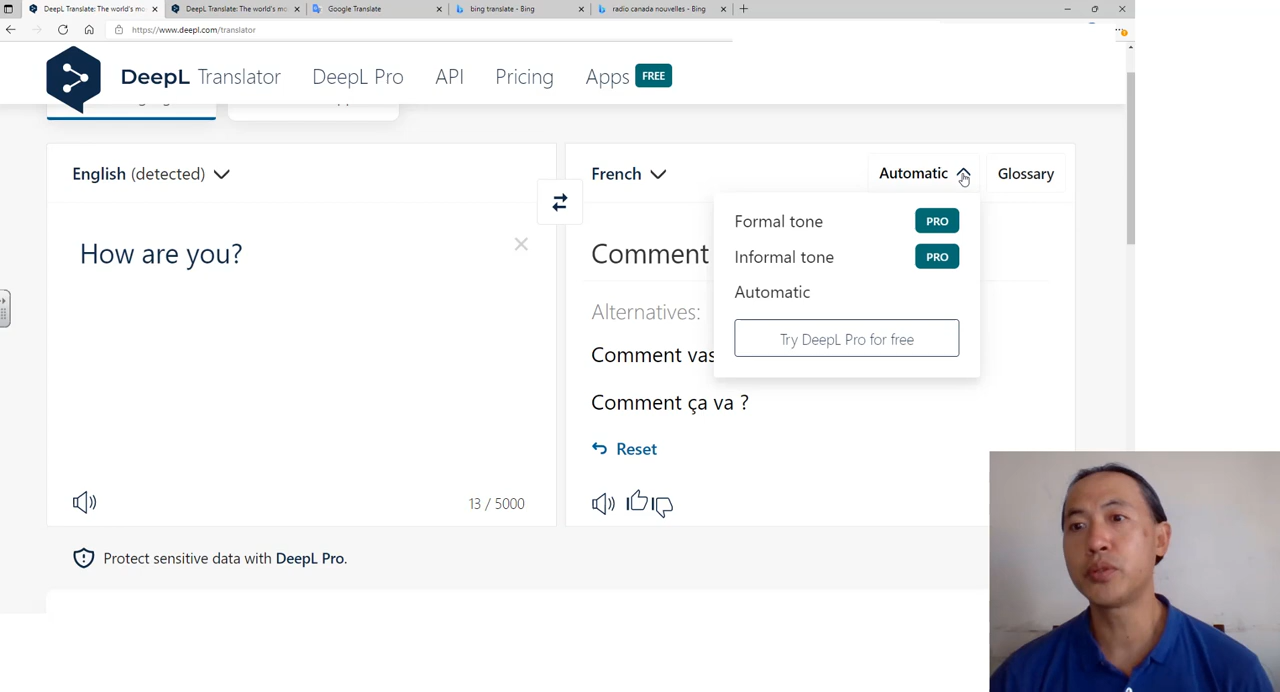 DeepL Translate: The world's mo
DeepL Translate: The world's mo
Google Translate
bing translate - Bing
radio canada nouvelles - Bing
https://www.deepl.com/translator
DeepL Translator
DeepL Pro
API
Pricing
Apps FREE
English (detected)
French
Automatic
Glossary
How are you?
Comment
Formal tone PRO
Informal tone PRO
Automatic
Try DeepL Pro for free
Alternatives:
Comment vas
Comment ça va ?
Reset
13 / 5000
Protect sensitive data with DeepL Pro.